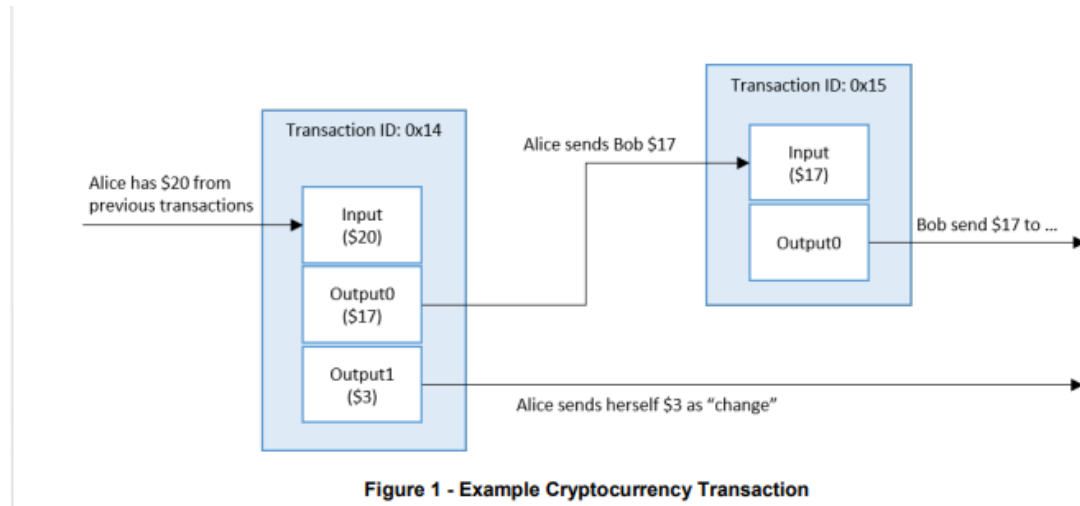 Transaction ID: 0x15
Transaction ID: 0x14
Alice sends Bob $17
Input
($17)
Alice has $20 from
previous transactions
Input
($20)
Bob send $17 to ...
Output0
Output0
($17)
Output1
($3)
Alice sends herself $3 as “change”
Figure 1 - Example Cryptocurrency Transaction